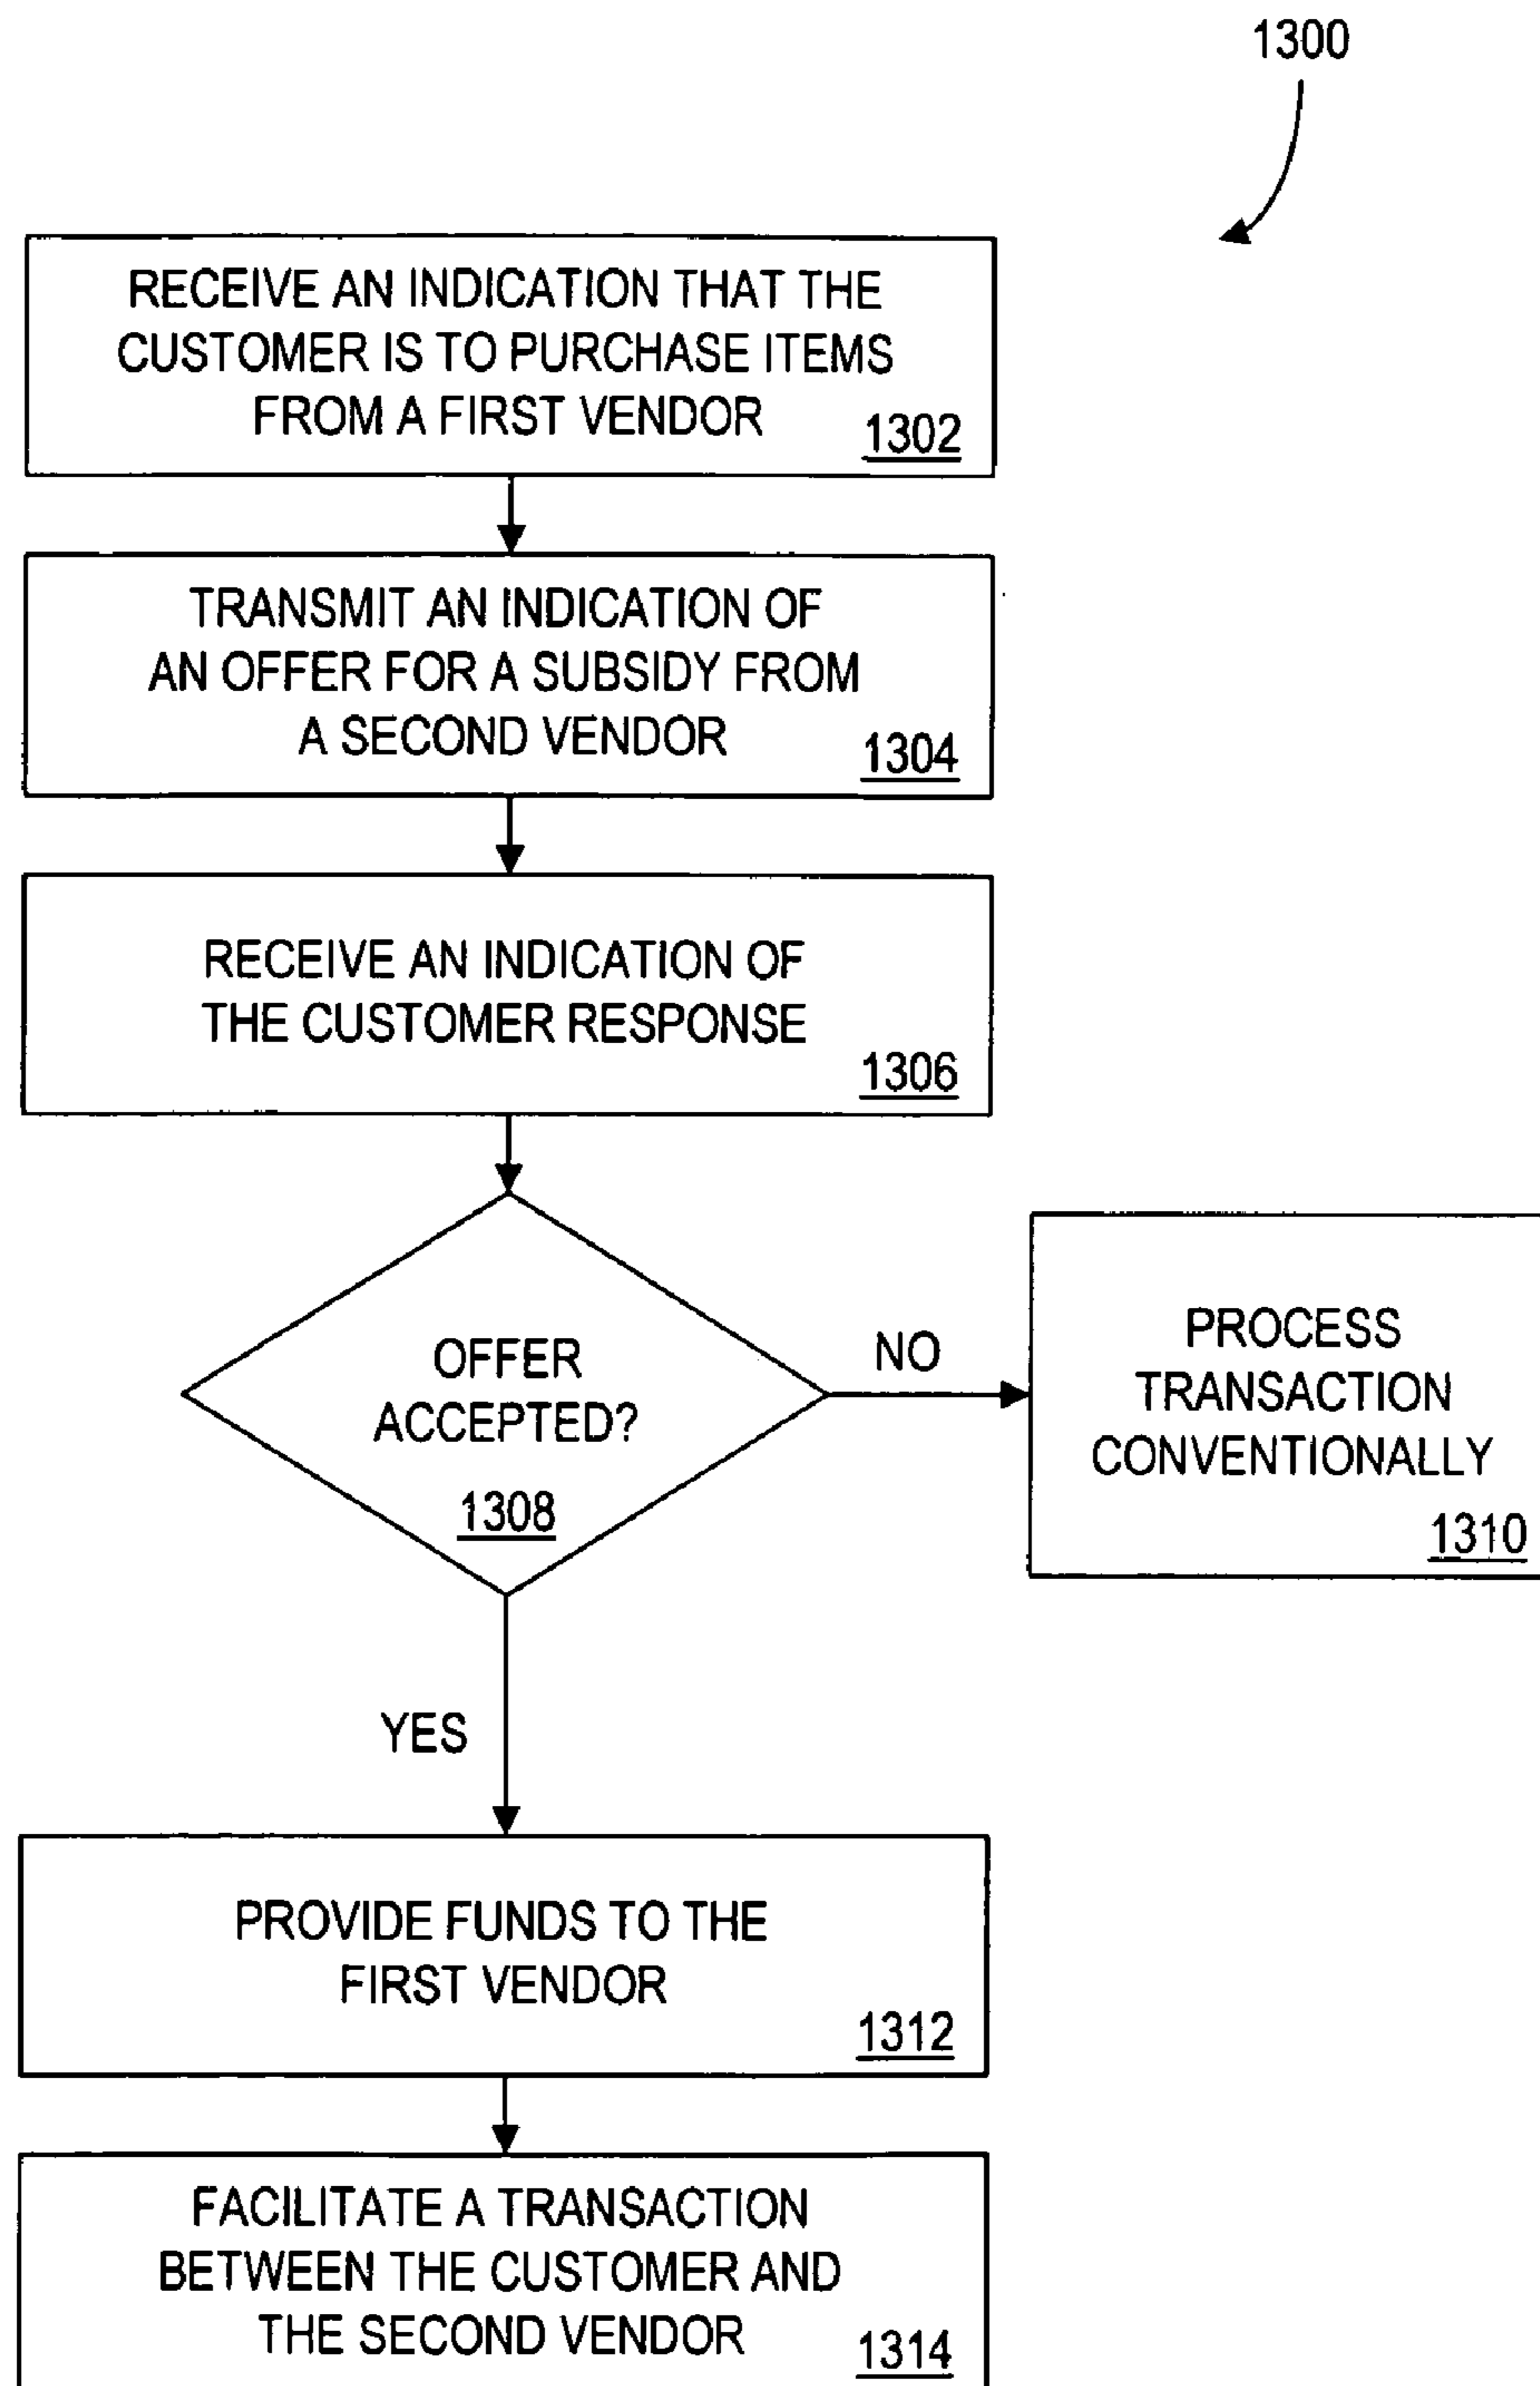 1300
RECEIVE AN INDICATION THAT THE
CUSTOMER IS TO PURCHASE ITEMS
FROM A FIRST VENDOR
1302
TRANSMIT AN INDICATION OF
AN OFFER FOR A SUBSIDY FROM
A SECOND VENDOR
1304
RECEIVE AN INDICATION OF
THE CUSTOMER RESPONSE
1306
OFFER
ACCEPTED?
1308
NO
PROCESS
TRANSACTION
CONVENTIONALLY
1310
YES
PROVIDE FUNDS TO THE
FIRST VENDOR
1312
FACILITATE A TRANSACTION
BETWEEN THE CUSTOMER AND
THE SECOND VENDOR
1314